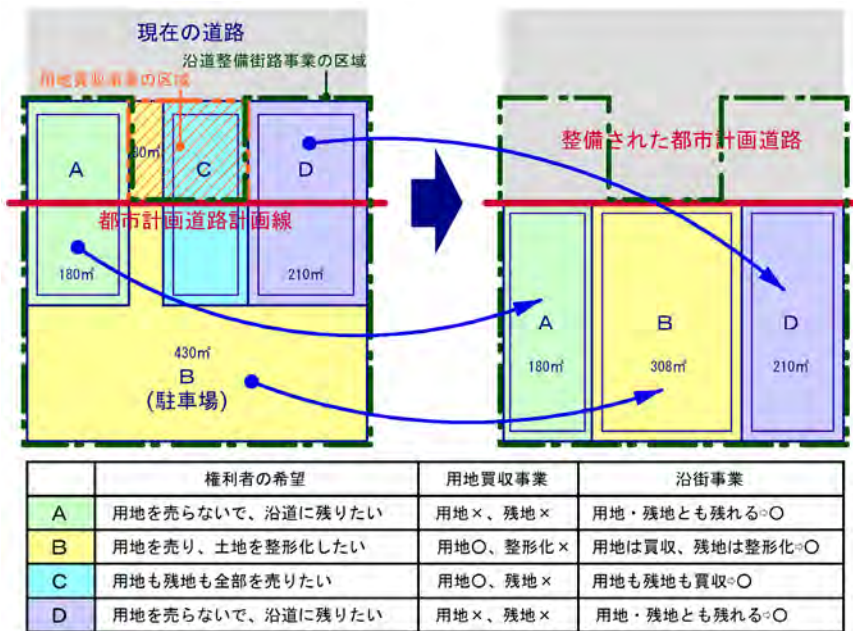 現在の道路
沿道整備街路事業の区域
用地買収事業の区域
A
30㎡
C
D
都市計画道路計画線
180㎡
210㎡
430㎡
B
(駐車場)
整備された都市計画道路
A
B
D
180㎡
308㎡
210㎡
権利者の希望 用地買収事業 沿街事業
A 用地を売らないで、沿道に残りたい 用地×、残地× 用地・残地とも残れる⇨〇
B 用地を売り、土地を整形化したい 用地〇、整形化× 用地は買収、残地は整形化⇨〇
C 用地も残地も全部を売りたい 用地〇、残地× 用地も残地も買収⇨〇
D 用地を売らないで、沿道に残りたい 用地×、残地× 用地・残地とも残れる⇨〇